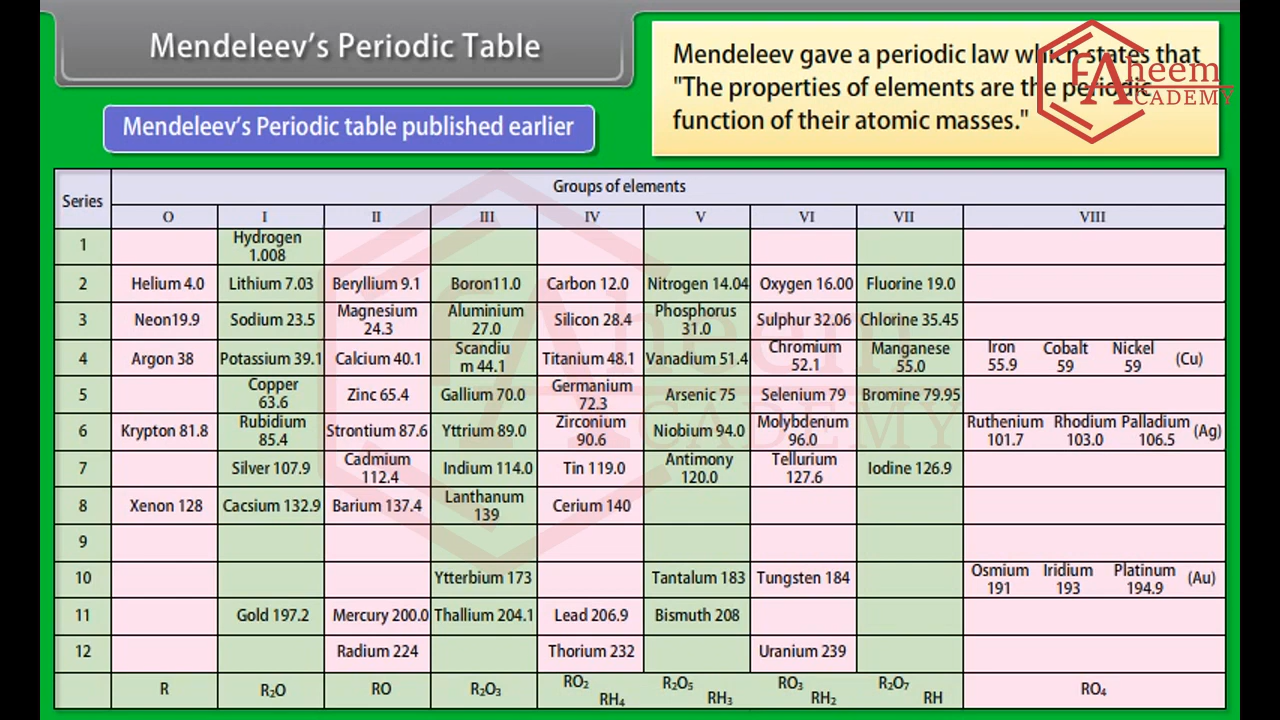 Mendeleev's Periodic Table
Mendeleev gave a periodic law which states that
"The properties of elements are the periodic
function of their atomic masses."
Faheem
ACADEMY
Mendeleev's Periodic table published earlier
Series Groups of elements
O I II III IV V VI VII VIII
1 Hydrogen 1.008
2 Helium 4.0 Lithium 7.03 Beryllium 9.1 Boron11.0 Carbon 12.0 Nitrogen 14.04 Oxygen 16.00 Fluorine 19.0
3 Neon19.9 Sodium 23.5 Magnesium 24.3 Aluminium 27.0 Silicon 28.4 Phosphorus 31.0 Sulphur 32.06 Chlorine 35.45
4 Argon 38 Potassium 39.1 Calcium 40.1 Scandiu m 44.1 Titanium 48.1 Vanadium 51.4 Chromium 52.1 Manganese 55.0 Iron 55.9 Cobalt 59 Nickel 59 (Cu)
5 Copper 63.6 Zinc 65.4 Gallium 70.0 Germanium 72.3 Arsenic 75 Selenium 79 Bromine 79.95
6 Krypton 81.8 Rubidium 85.4 Strontium 87.6 Yttrium 89.0 Zirconium 90.6 Niobium 94.0 Molybdenum 96.0 Ruthenium 101.7 Rhodium 103.0 Palladium 106.5 (Ag)
7 Silver 107.9 Cadmium 112.4 Indium 114.0 Tin 119.0 Antimony 120.0 Tellurium 127.6 Iodine 126.9
8 Xenon 128 Cacsium 132.9 Barium 137.4 Lanthanum 139 Cerium 140
9
10 Ytterbium 173 Tantalum 183 Tungsten 184 Osmium 191 Iridium 193 Platinum 194.9 (Au)
11 Gold 197.2 Mercury 200.0 Thallium 204.1 Lead 206.9 Bismuth 208
12 Radium 224 Thorium 232 Uranium 239
R R₂O RO R₂O₃ RO₂ RH₄ R₂O₅ RH₃ RO₃ RH₂ R₂O₇ RH RO₄
Faheem
ACADEMY